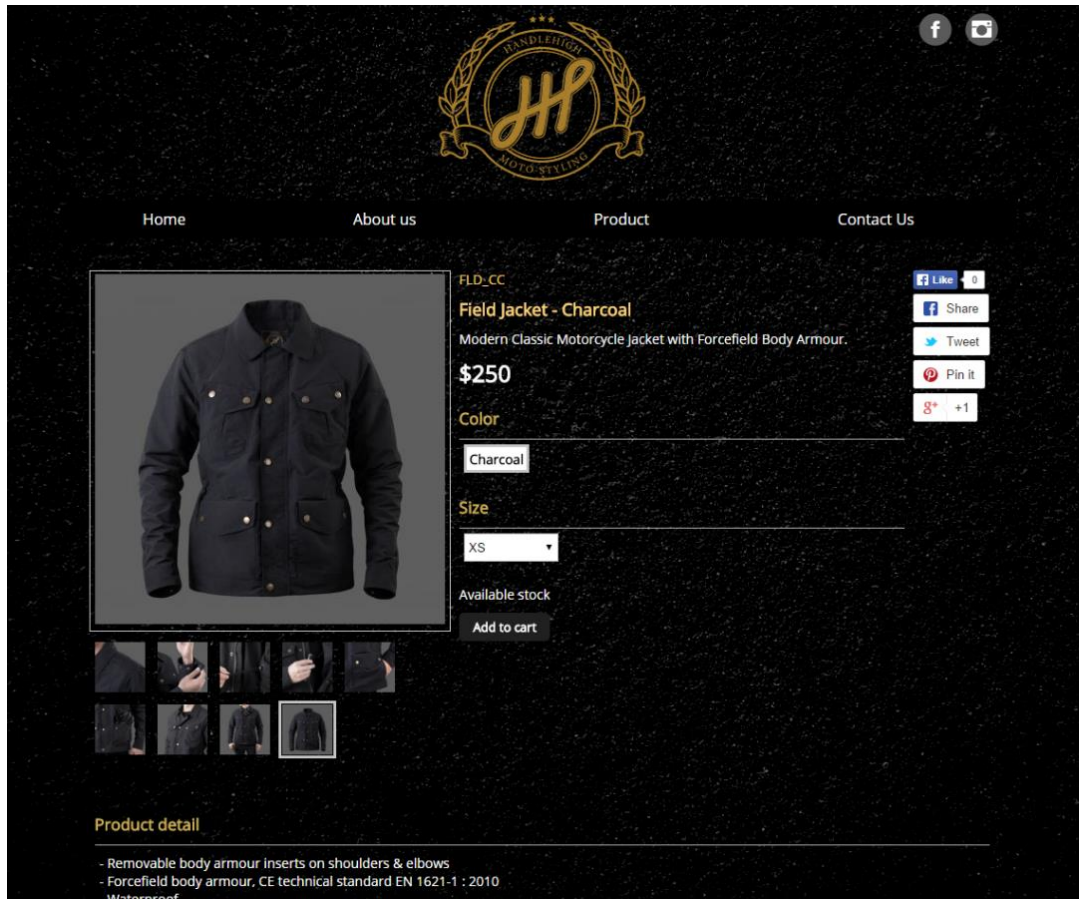 HANDLEHIGH
HH
MOTO STYLING
Home
About us
Product
Contact Us
FLD_CC
Field Jacket - Charcoal
Modern Classic Motorcycle Jacket with Forcefield Body Armour.
$250
Color
Charcoal
Size
XS
Available stock
Add to cart
Like 0
Share
Tweet
Pin it
g+ +1
Product detail
- Removable body armour inserts on shoulders & elbows
- Forcefield body armour, CE technical standard EN 1621-1 : 2010
- Waterproof